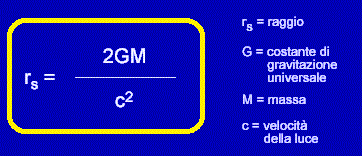 rs = 2GM / c²
rs = raggio
G = costante di
gravitazione
universale
M = massa
c = velocità
della luce